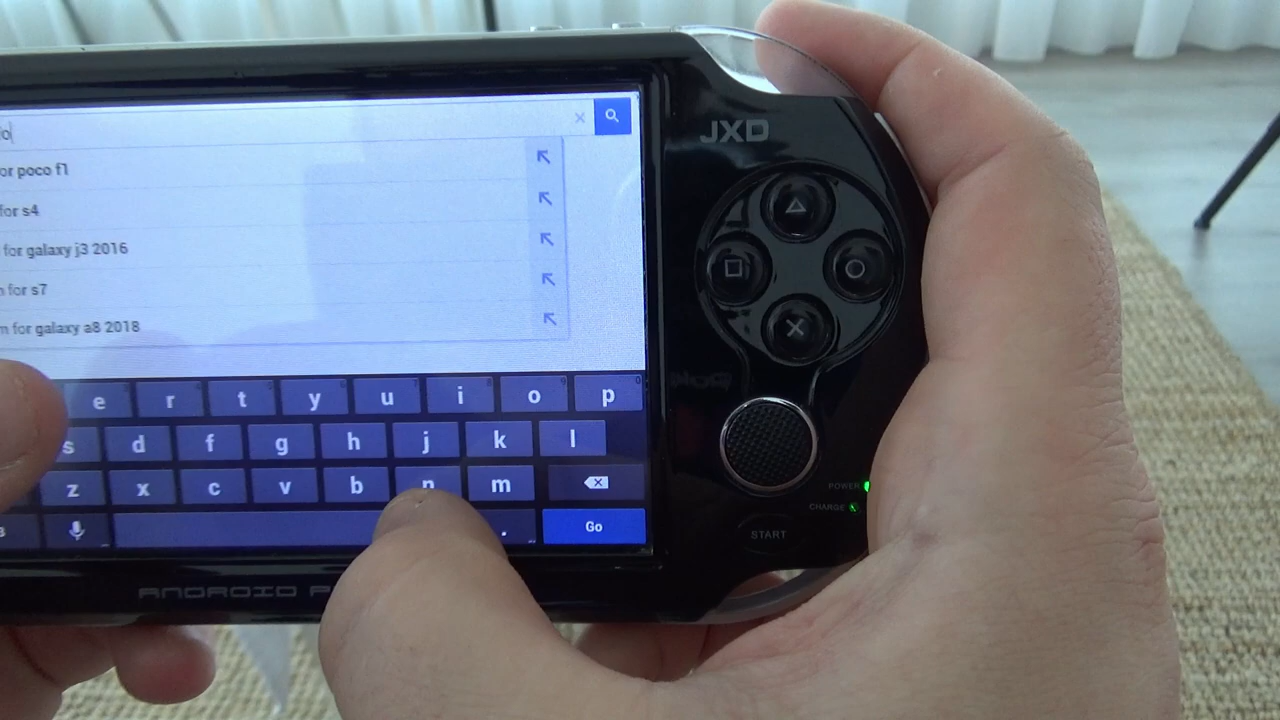 o
JXD
or poco f1
for s4
for galaxy j3 2016
for s7
m for galaxy a8 2018
e r t y u i o p
s d f g h j k l
z x c v b n m
. Go
POWER
CHARGE
START
ANDROID P